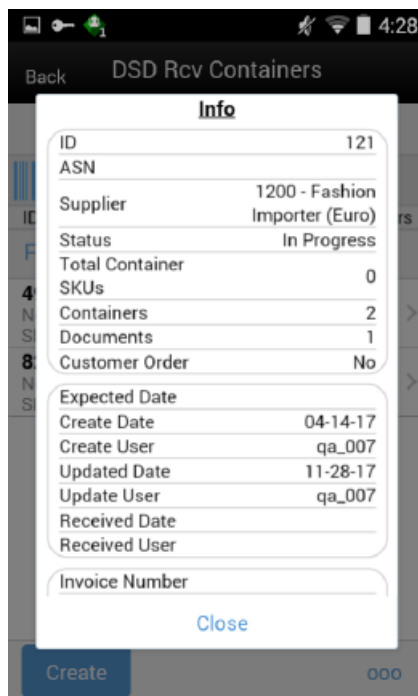 1
4:28
Back
DSD Rcv Containers
Info
ID 121
ASN
Supplier 1200 - Fashion
Importer (Euro)
Status In Progress
Total Container
SKUs 0
Containers 2
Documents 1
Customer Order No
Expected Date
Create Date 04-14-17
Create User qa_007
Updated Date 11-28-17
Update User qa_007
Received Date
Received User
Invoice Number
Close
Create
ooo